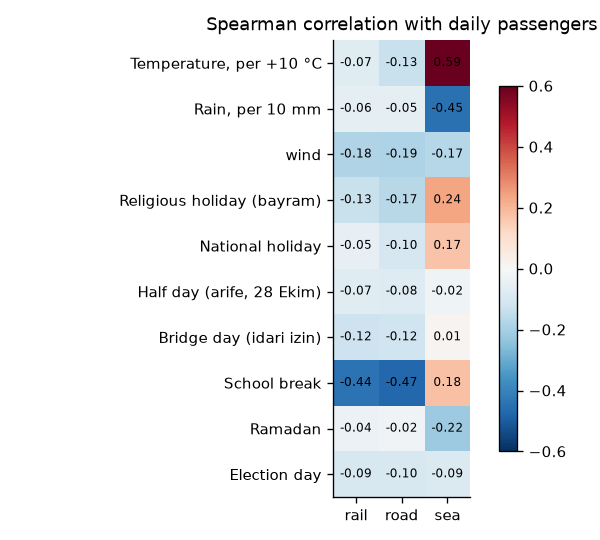 Spearman correlation with daily passengers
Temperature, per +10 °C -0.07 -0.13 0.59
Rain, per 10 mm -0.06 -0.05 -0.45
wind -0.18 -0.19 -0.17
Religious holiday (bayram) -0.13 -0.17 0.24
National holiday -0.05 -0.10 0.17
Half day (arife, 28 Ekim) -0.07 -0.08 -0.02
Bridge day (idari izin) -0.12 -0.12 0.01
School break -0.44 -0.47 0.18
Ramadan -0.04 -0.02 -0.22
Election day -0.09 -0.10 -0.09
rail road sea
0.6
0.4
0.2
0.0
−0.2
−0.4
−0.6